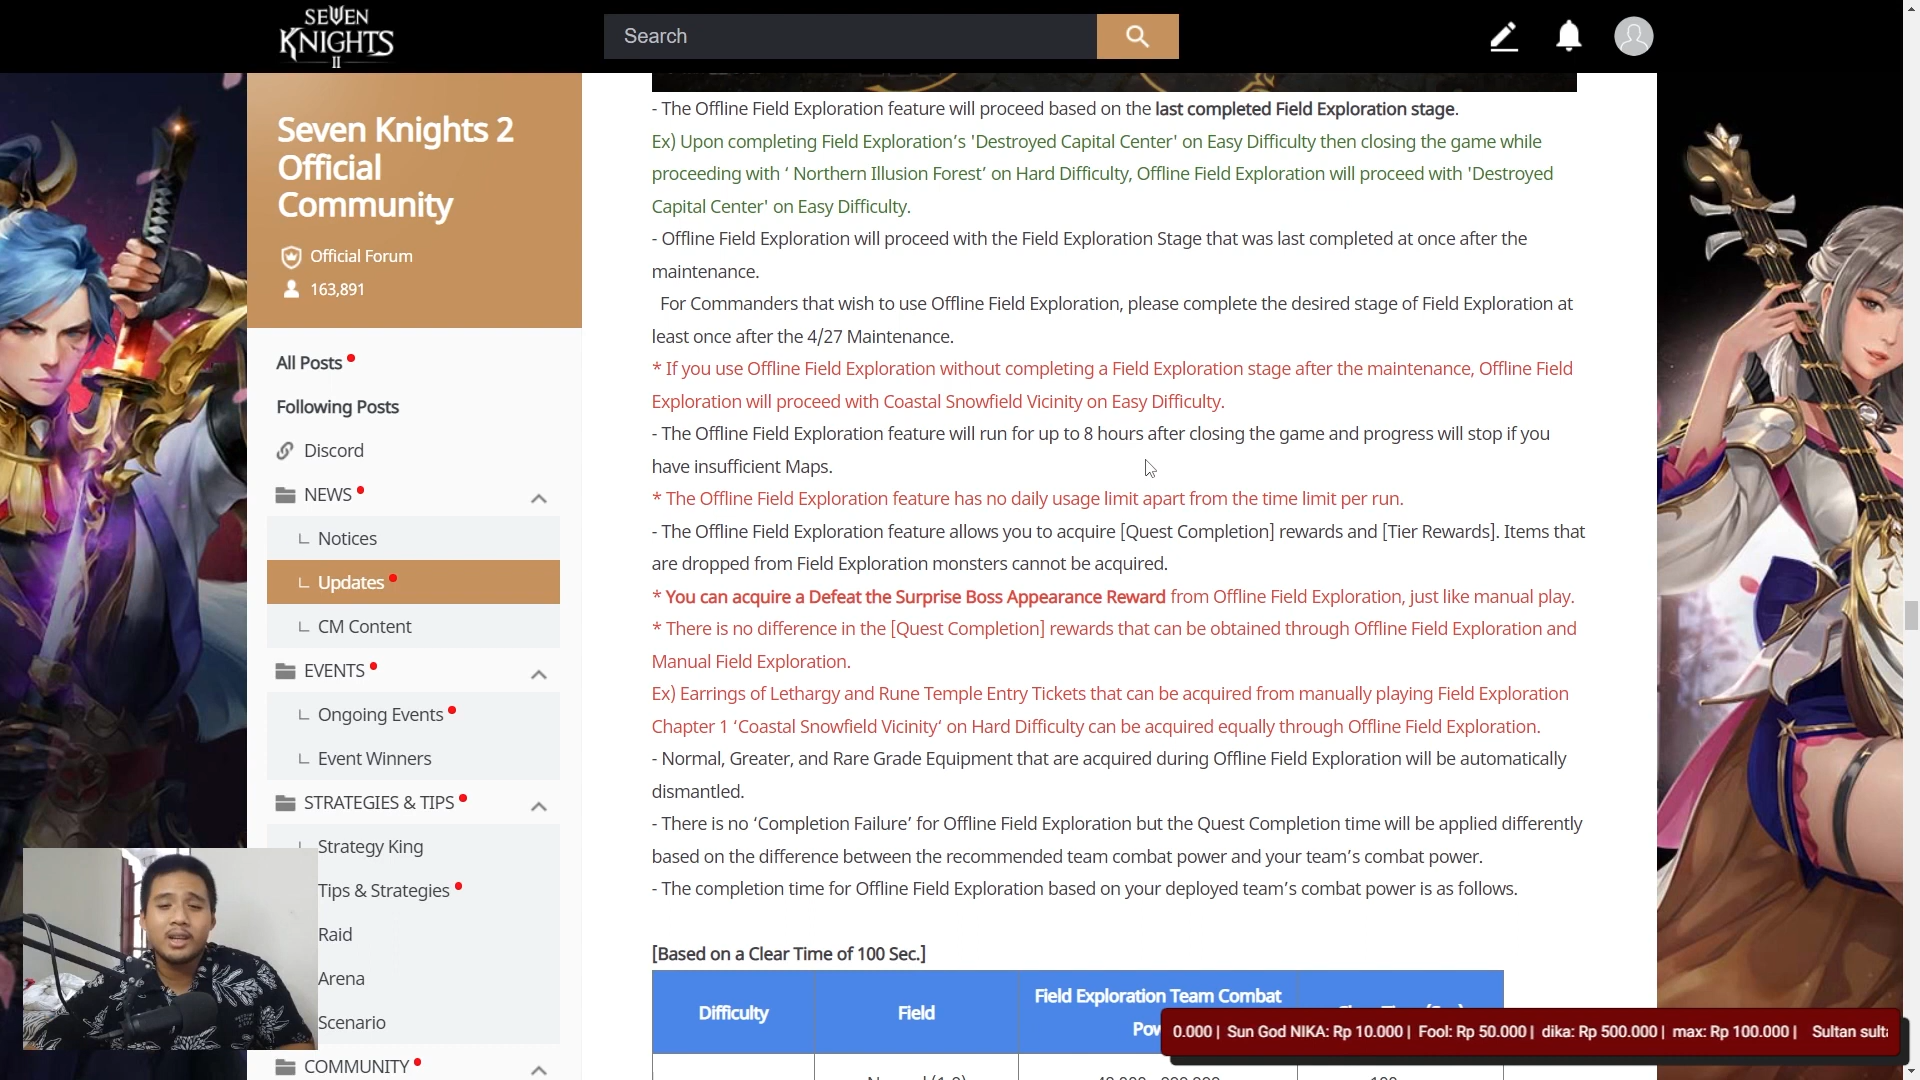 SEVEN
KNIGHTS
II
Search
Seven Knights 2
Official
Community
Official Forum
163,891
All Posts
Following Posts
Discord
NEWS
Notices
Updates
CM Content
EVENTS
Ongoing Events
Event Winners
STRATEGIES & TIPS
Strategy King
Tips & Strategies
Raid
Arena
Scenario
COMMUNITY
- The Offline Field Exploration feature will proceed based on the last completed Field Exploration stage.
Ex) Upon completing Field Exploration’s 'Destroyed Capital Center' on Easy Difficulty then closing the game while
proceeding with ‘ Northern Illusion Forest’ on Hard Difficulty, Offline Field Exploration will proceed with 'Destroyed
Capital Center' on Easy Difficulty.
- Offline Field Exploration will proceed with the Field Exploration Stage that was last completed at once after the
maintenance.
For Commanders that wish to use Offline Field Exploration, please complete the desired stage of Field Exploration at
least once after the 4/27 Maintenance.
* If you use Offline Field Exploration without completing a Field Exploration stage after the maintenance, Offline Field
Exploration will proceed with Coastal Snowfield Vicinity on Easy Difficulty.
- The Offline Field Exploration feature will run for up to 8 hours after closing the game and progress will stop if you
have insufficient Maps.
* The Offline Field Exploration feature has no daily usage limit apart from the time limit per run.
- The Offline Field Exploration feature allows you to acquire [Quest Completion] rewards and [Tier Rewards]. Items that
are dropped from Field Exploration monsters cannot be acquired.
* You can acquire a Defeat the Surprise Boss Appearance Reward from Offline Field Exploration, just like manual play.
* There is no difference in the [Quest Completion] rewards that can be obtained through Offline Field Exploration and
Manual Field Exploration.
Ex) Earrings of Lethargy and Rune Temple Entry Tickets that can be acquired from manually playing Field Exploration
Chapter 1 ‘Coastal Snowfield Vicinity‘ on Hard Difficulty can be acquired equally through Offline Field Exploration.
- Normal, Greater, and Rare Grade Equipment that are acquired during Offline Field Exploration will be automatically
dismantled.
- There is no ‘Completion Failure’ for Offline Field Exploration but the Quest Completion time will be applied differently
based on the difference between the recommended team combat power and your team’s combat power.
- The completion time for Offline Field Exploration based on your deployed team’s combat power is as follows.
[Based on a Clear Time of 100 Sec.]
Difficulty
Field
Field Exploration Team Combat
0.000 | Sun God NIKA: Rp 10.000 | Fool: Rp 50.000 | dika: Rp 500.000 | max: Rp 100.000 | Sultan